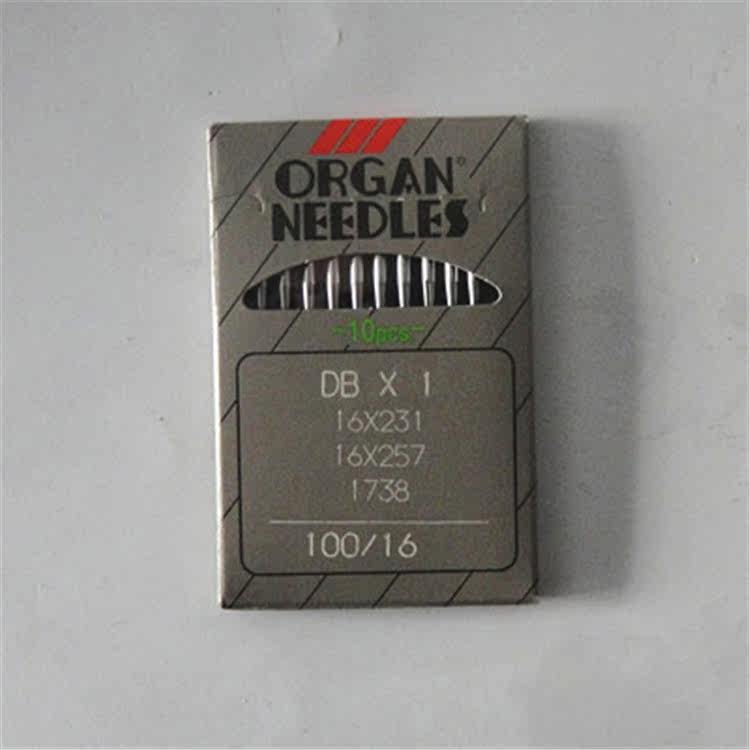 ORGAN®
NEEDLES
-10pcs-
DB X 1
16X231
16X257
1738
100/16